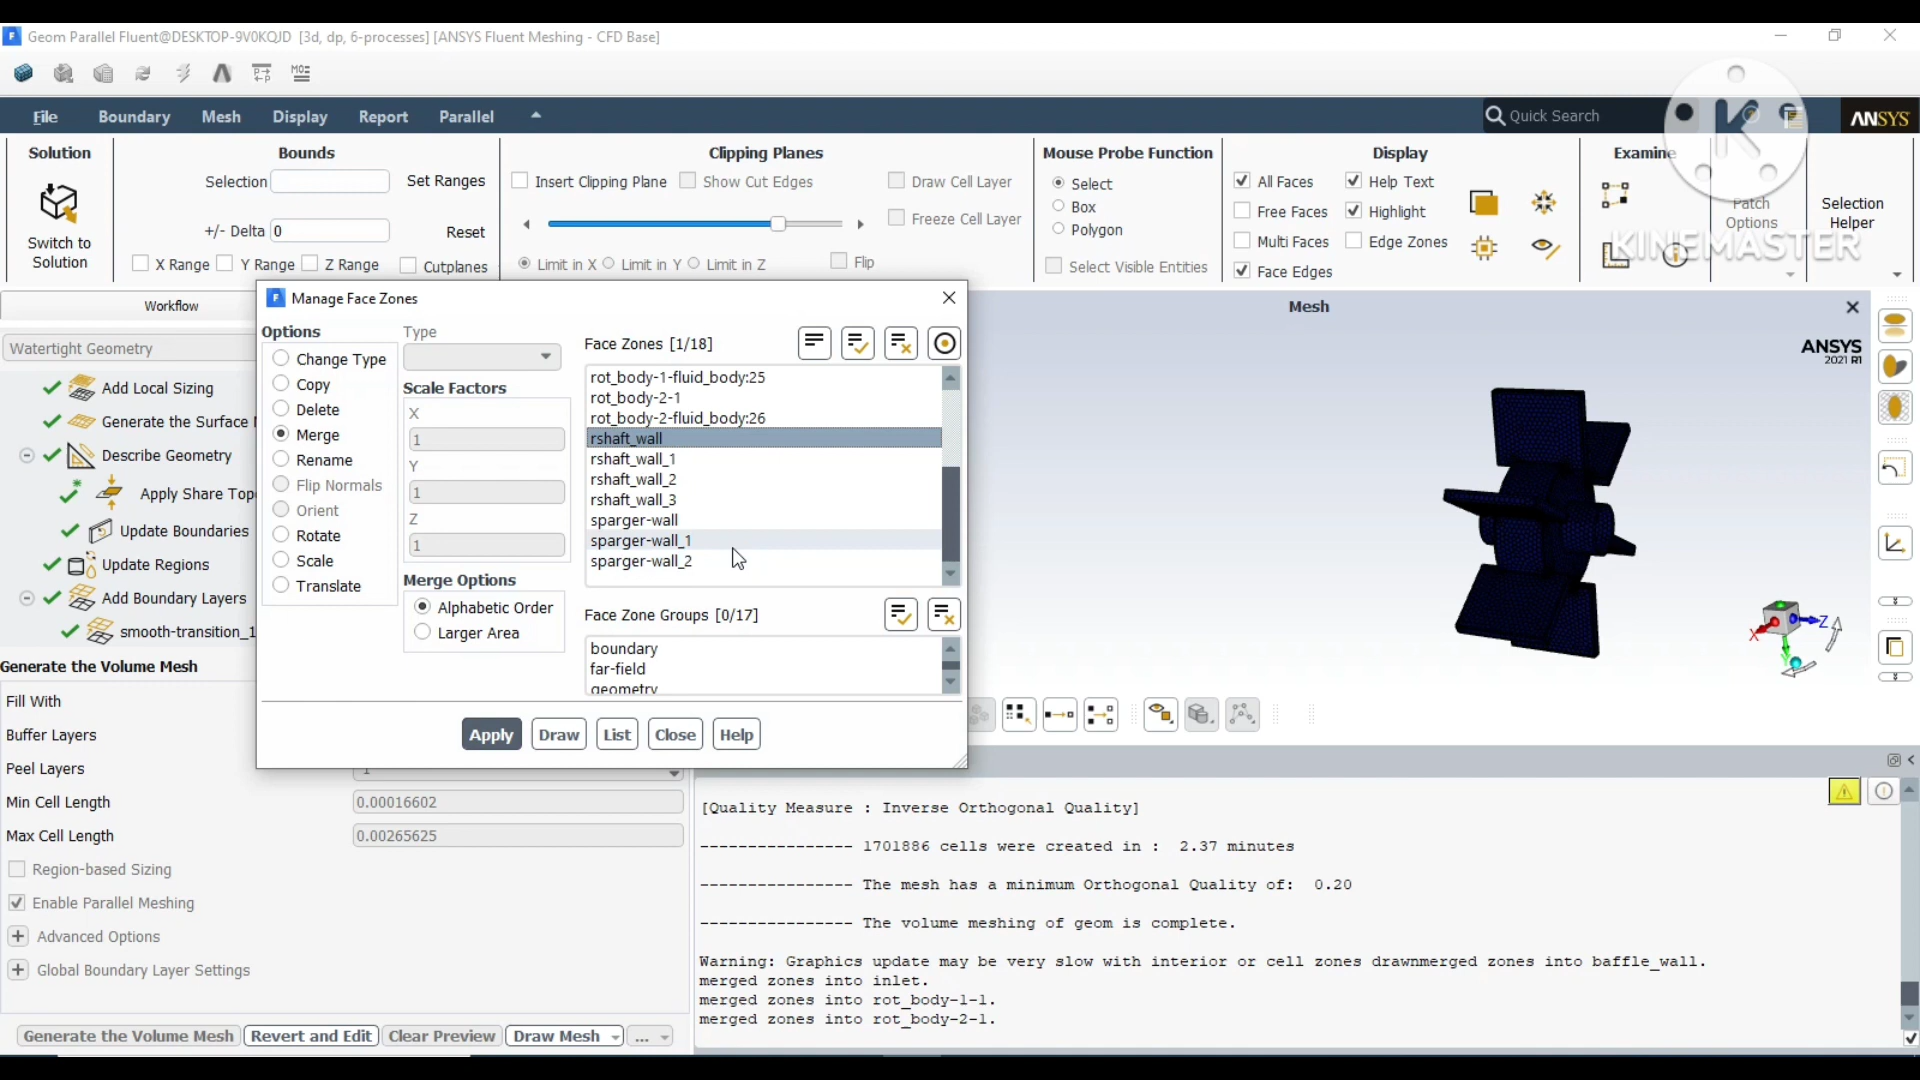 Geom Parallel Fluent@DESKTOP-9V0KQJD [3d, dp, 6-processes] [ANSYS Fluent Meshing - CFD Base]
File Boundary Mesh Display Report Parallel
Quick Search
ANSYS
Solution
Bounds
Clipping Planes
Mouse Probe Function
Display
Examine
Selection
Set Ranges
Insert Clipping Plane
Show Cut Edges
Draw Cell Layer
Select
All Faces
Help Text
Box
Free Faces
Highlight
Patch
Options
Selection
Helper
Switch to
Solution
+/- Delta 0
Reset
Freeze Cell Layer
Polygon
Multi Faces
Edge Zones
KINEMASTER
X Range
Y Range
Z Range
Cutplanes
Limit in X
Limit in Y
Limit in Z
Flip
Select Visible Entities
Face Edges
Workflow
Watertight Geometry
Add Local Sizing
Generate the Surface
Describe Geometry
Apply Share Top
Update Boundaries
Update Regions
Add Boundary Layers
smooth-transition_1
Manage Face Zones
Options
Change Type
Copy
Delete
Merge
Rename
Flip Normals
Orient
Rotate
Scale
Translate
Type
Scale Factors
X
1
Y
1
Z
1
Merge Options
Alphabetic Order
Larger Area
Face Zones [1/18]
rot_body-1-fluid_body:25
rot_body-2-1
rot_body-2-fluid_body:26
rshaft_wall
rshaft_wall_1
rshaft_wall_2
rshaft_wall_3
sparger-wall
sparger-wall_1
sparger-wall_2
Face Zone Groups [0/17]
boundary
far-field
geometry
Apply Draw List Close Help
Mesh
ANSYS
2021 R1
X
Z
Generate the Volume Mesh
Fill With
Buffer Layers
Peel Layers 1
Min Cell Length 0.00016602
Max Cell Length 0.00265625
Region-based Sizing
Enable Parallel Meshing
Advanced Options
Global Boundary Layer Settings
Generate the Volume Mesh Revert and Edit Clear Preview Draw Mesh ...
[Quality Measure : Inverse Orthogonal Quality]
---------------- 1701886 cells were created in :  2.37 minutes
---------------- The mesh has a minimum Orthogonal Quality of:  0.20
---------------- The volume meshing of geom is complete.
Warning: Graphics update may be very slow with interior or cell zones drawnmerged zones into baffle_wall.
merged zones into inlet.
merged zones into rot_body-1-1.
merged zones into rot_body-2-1.